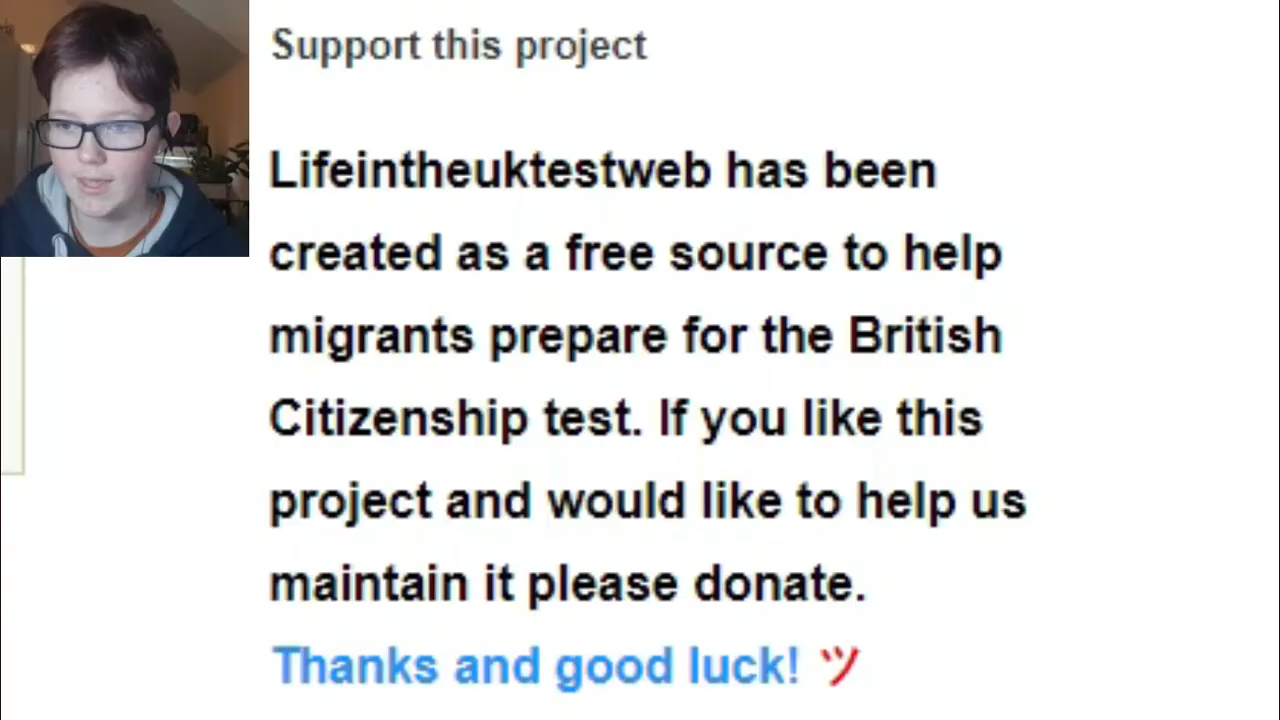 Support this project
Lifeintheuktestweb has been
created as a free source to help
migrants prepare for the British
Citizenship test. If you like this
project and would like to help us
maintain it please donate.
Thanks and good luck! ツ